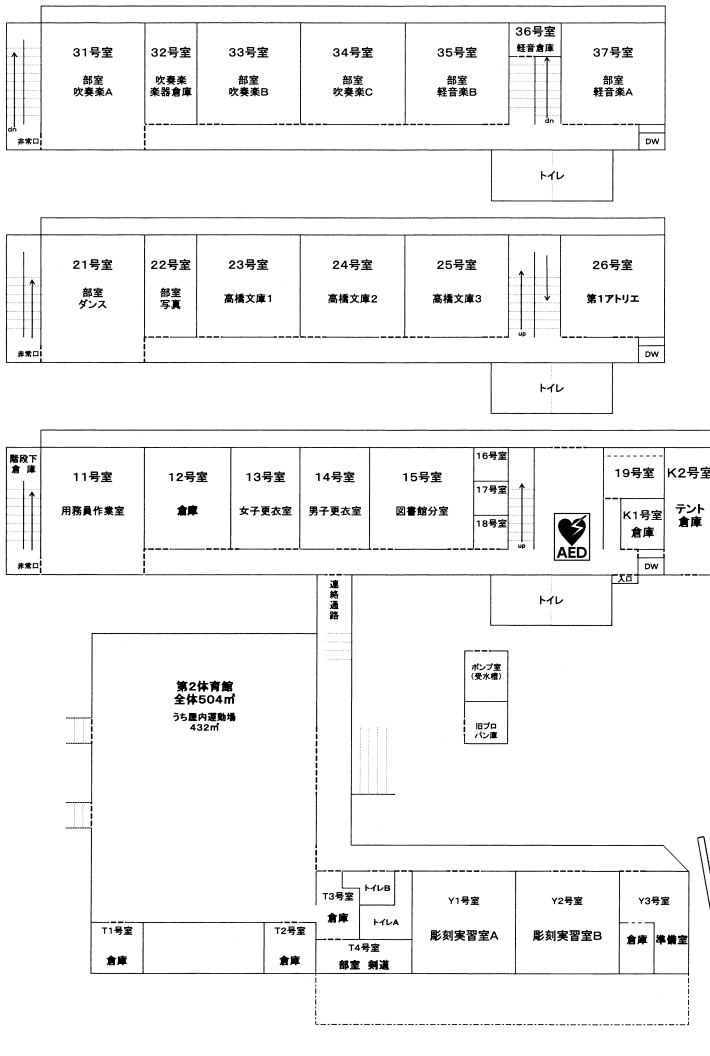 31号室
部室
吹奏楽A
32号室
吹奏楽
楽器倉庫
33号室
部室
吹奏楽B
34号室
部室
吹奏楽C
35号室
部室
軽音楽B
36号室
軽音倉庫
37号室
部室
軽音楽A
dn
非常口
dn
DW
トイレ
21号室
部室
ダンス
22号室
部室
写真
23号室
高橋文庫1
24号室
高橋文庫2
25号室
高橋文庫3
26号室
第1アトリエ
非常口
up
DW
トイレ
階段下
倉庫
11号室
用務員作業室
12号室
倉庫
13号室
女子更衣室
14号室
男子更衣室
15号室
図書館分室
16号室
17号室
18号室
19号室
K2号室
テント
倉庫
K1号室
倉庫
AED
非常口
up
DW
入口
トイレ
連絡通路
第2体育館
全体504㎡
うち屋内運動場
432㎡
ポンプ室
(受水槽)
旧プロ
パン庫
T1号室
倉庫
T2号室
倉庫
T3号室
倉庫
トイレB
トイレA
T4号室
部室 剣道
Y1号室
彫刻実習室A
Y2号室
彫刻実習室B
Y3号室
倉庫
準備室